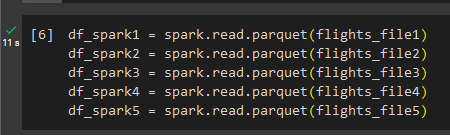 [6] df_spark1 = spark.read.parquet(flights_file1)
11 s df_spark2 = spark.read.parquet(flights_file2)
df_spark3 = spark.read.parquet(flights_file3)
df_spark4 = spark.read.parquet(flights_file4)
df_spark5 = spark.read.parquet(flights_file5)